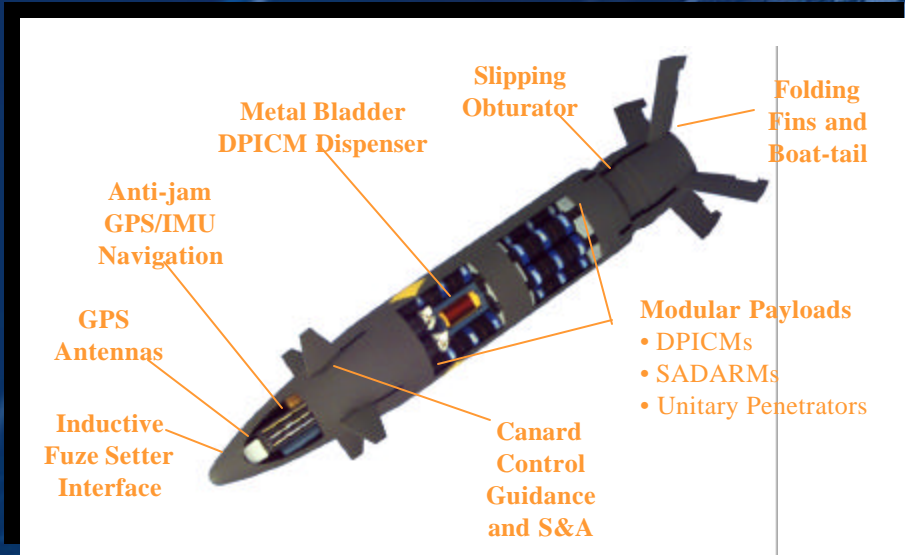 Slipping
Obturator
Folding
Fins and
Boat-tail
Metal Bladder
DPICM Dispenser
Anti-jam
GPS/IMU
Navigation
GPS
Antennas
Inductive
Fuze Setter
Interface
Modular Payloads
• DPICMs
• SADARMs
• Unitary Penetrators
Canard
Control
Guidance
and S&A